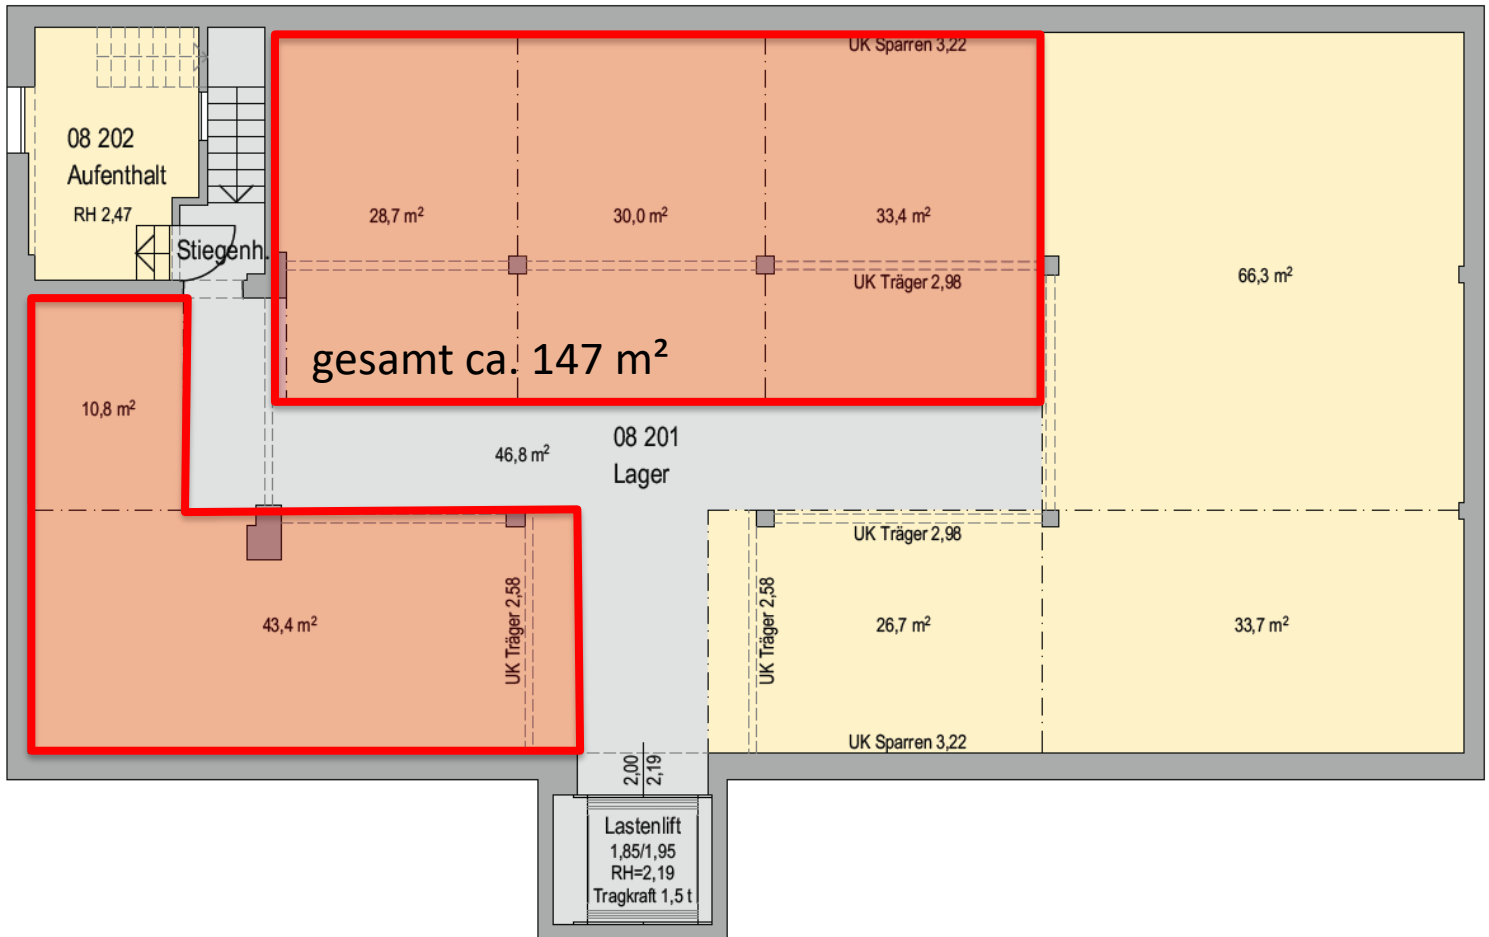 UK Sparren 3,22
08 202
Aufenthalt
RH 2,47
Stiegenh.
28,7 m²
30,0 m²
33,4 m²
UK Träger 2,98
66,3 m²
gesamt ca. 147 m²
10,8 m²
46,8 m²
08 201
Lager
43,4 m²
UK Träger 2,58
UK Träger 2,98
UK Träger 2,58
26,7 m²
33,7 m²
UK Sparren 3,22
2,00
2,19
Lastenlift
1,85/1,95
RH=2,19
Tragkraft 1,5 t